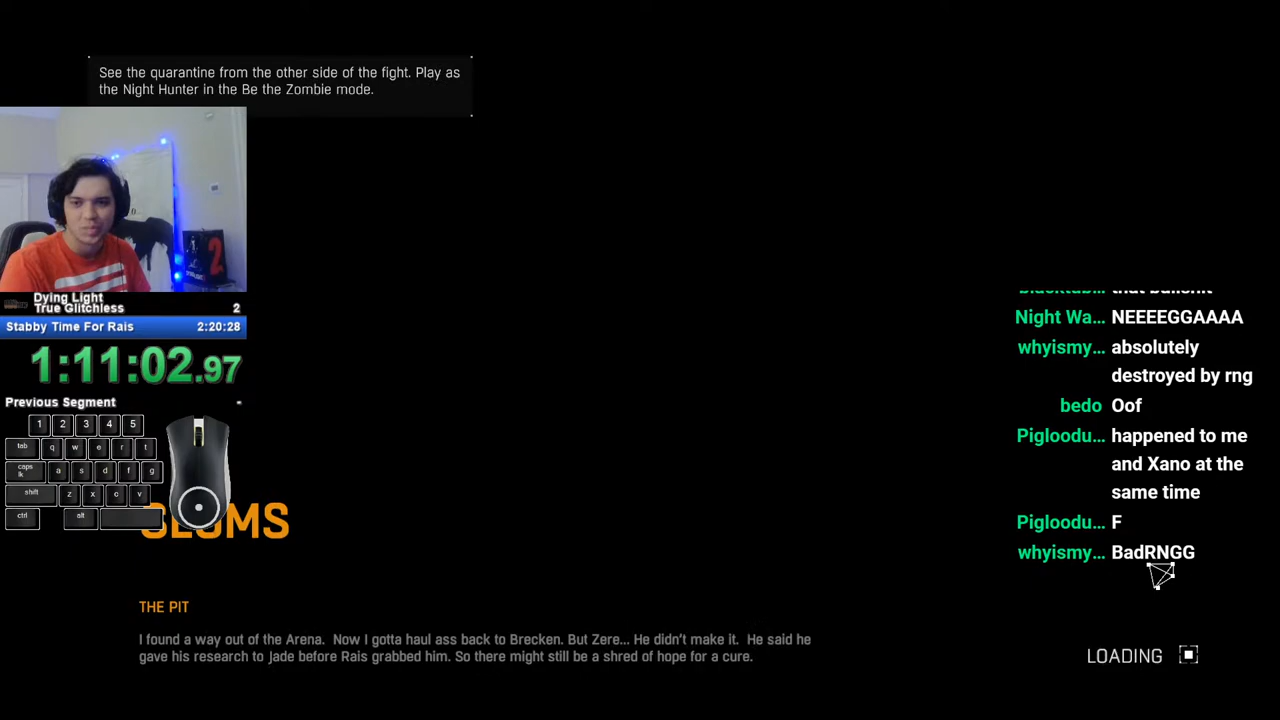 See the quarantine from the other side of the fight. Play as
the Night Hunter in the Be the Zombie mode.
Dying Light
True Glitchless 2
Stabby Time For Rais 2:20:28
1:11:02.97
Previous Segment -
1 2 3 4 5
tab q w e r t
caps lk a s d f g
shift z x c v
ctrl alt
SLUMS
THE PIT
I found a way out of the Arena. Now I gotta haul ass back to Brecken. But Zere... He didn't make it. He said he
gave his research to Jade before Rais grabbed him. So there might still be a shred of hope for a cure.
that bullshit
Night Wa... NEEEEGGAAAA
whyismy... absolutely
destroyed by rng
bedo Oof
Pigloodu... happened to me
and Xano at the
same time
Pigloodu... F
whyismy... BadRNGG
LOADING